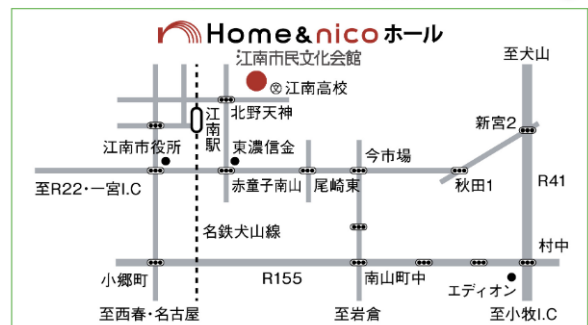 Home&nicoホール
江南市民文化会館
至犬山
㊫江南高校
北野天神
江南駅
新宮2
江南市役所
東濃信金
今市場
至R22・一宮I.C
赤童子南山
尾崎東
秋田1
R41
名鉄犬山線
村中
小郷町
R155
南山町中
エディオン
至西春・名古屋
至岩倉
至小牧I.C